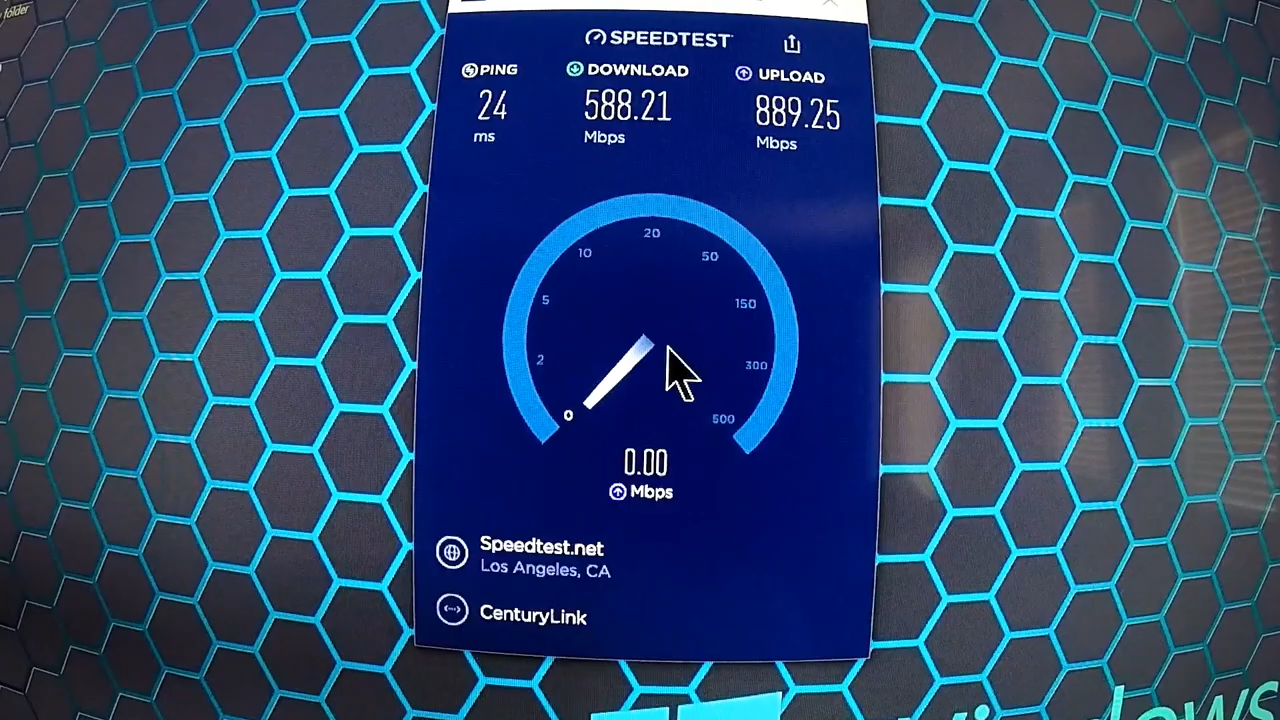 folder
SPEEDTEST
PING
DOWNLOAD
UPLOAD
24
588.21
889.25
ms
Mbps
Mbps
0
2
5
10
20
50
150
300
500
0.00
Mbps
Speedtest.net
Los Angeles, CA
CenturyLink